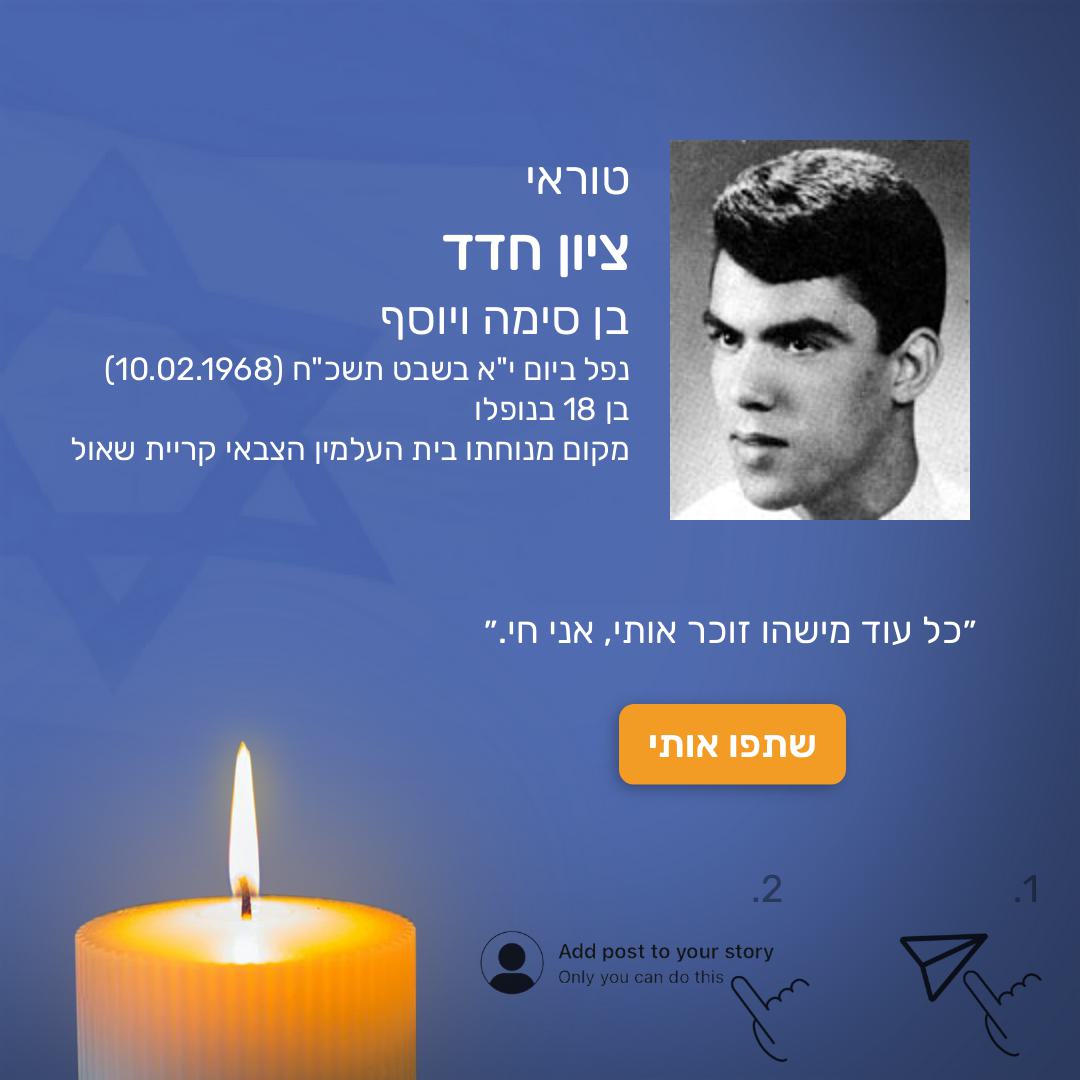 טוראי
ציון חדד
בן סימה ויוסף
נפל ביום י"א בשבט תשכ"ח (10.02.1968)
בן 18 בנופלו
מקום מנוחתו בית העלמין הצבאי קריית שאול
״כל עוד מישהו זוכר אותי, אני חי.״
שתפו אותי
1.
2.
Add post to your story
Only you can do this